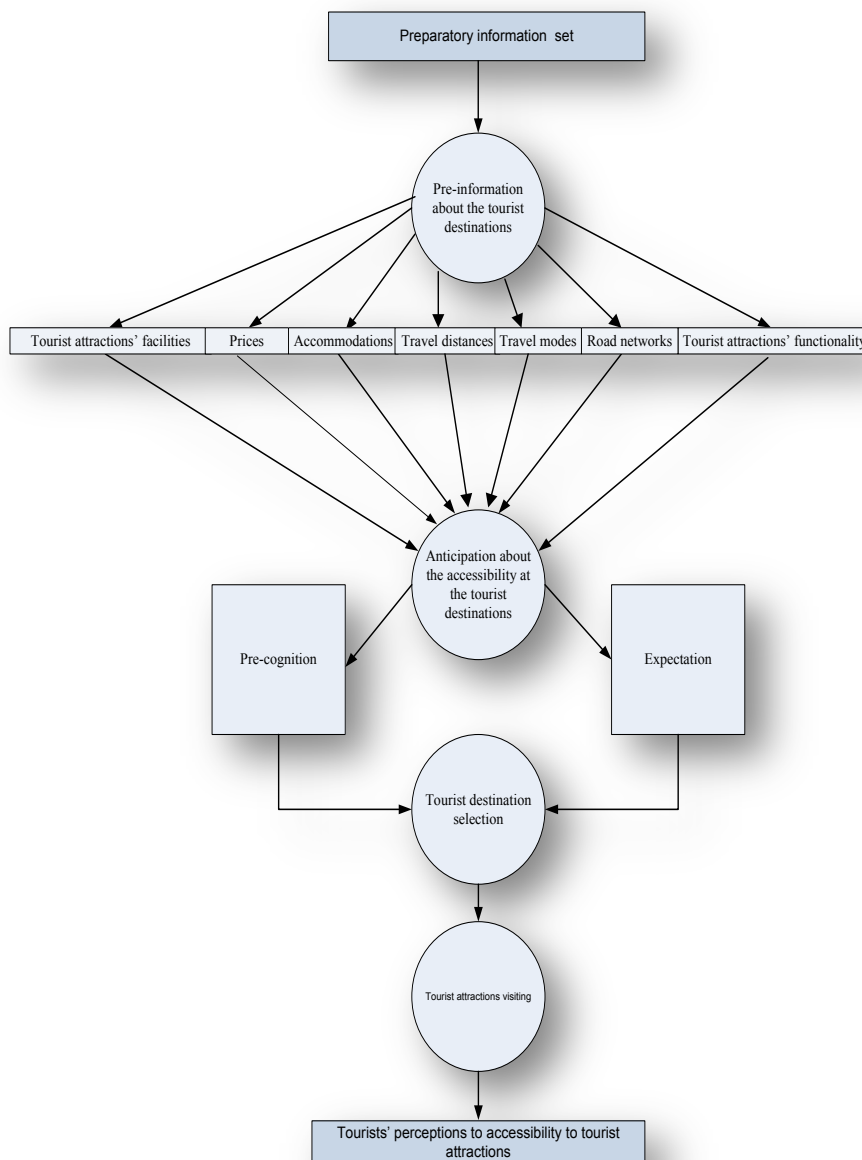 Preparatory information set
Pre-information
about the tourist
destinations
Tourist attractions' facilities
Prices
Accommodations
Travel distances
Travel modes
Road networks
Tourist attractions' functionality
Anticipation about
the accessibility at
the tourist
destinations
Pre-cognition
Expectation
Tourist destination
selection
Tourist attractions visiting
Tourists' perceptions to accessibility to tourist
attractions